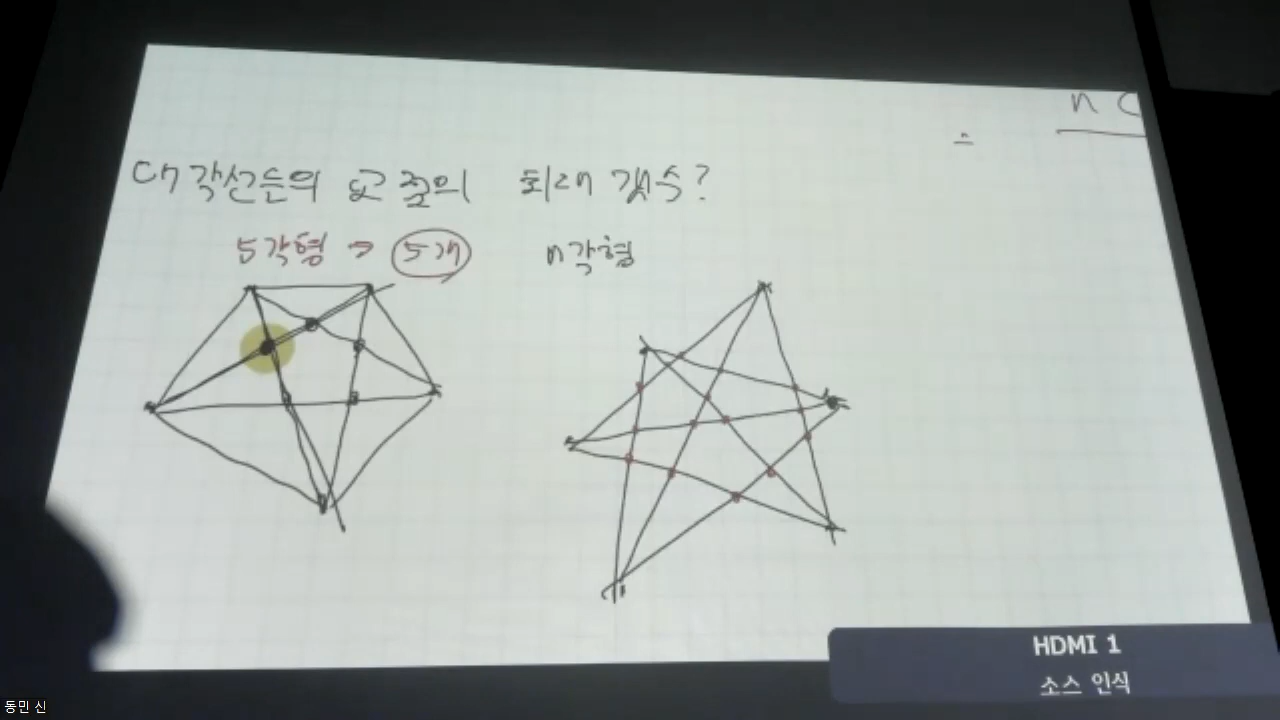 n C
=
대각선들의 교점의 최대 갯수?
5각형 → 5개 n각형
HDMI 1
소스 인식
동민 신